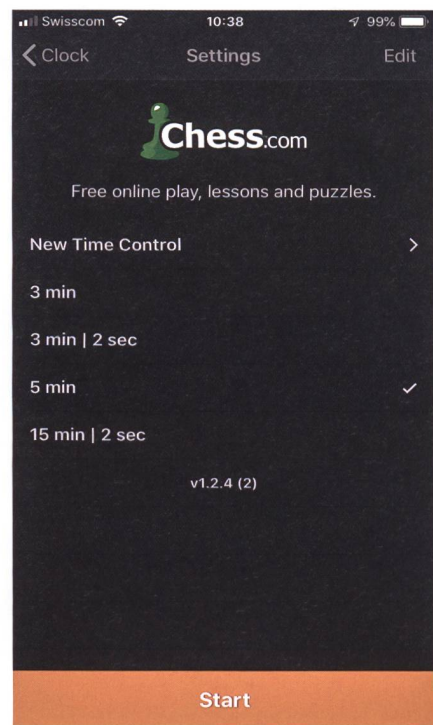 Swisscom 10:38 99%
Clock Settings Edit
Chess.com
Free online play, lessons and puzzles.
New Time Control
3 min
3 min | 2 sec
5 min
15 min | 2 sec
v1.2.4 (2)
Start